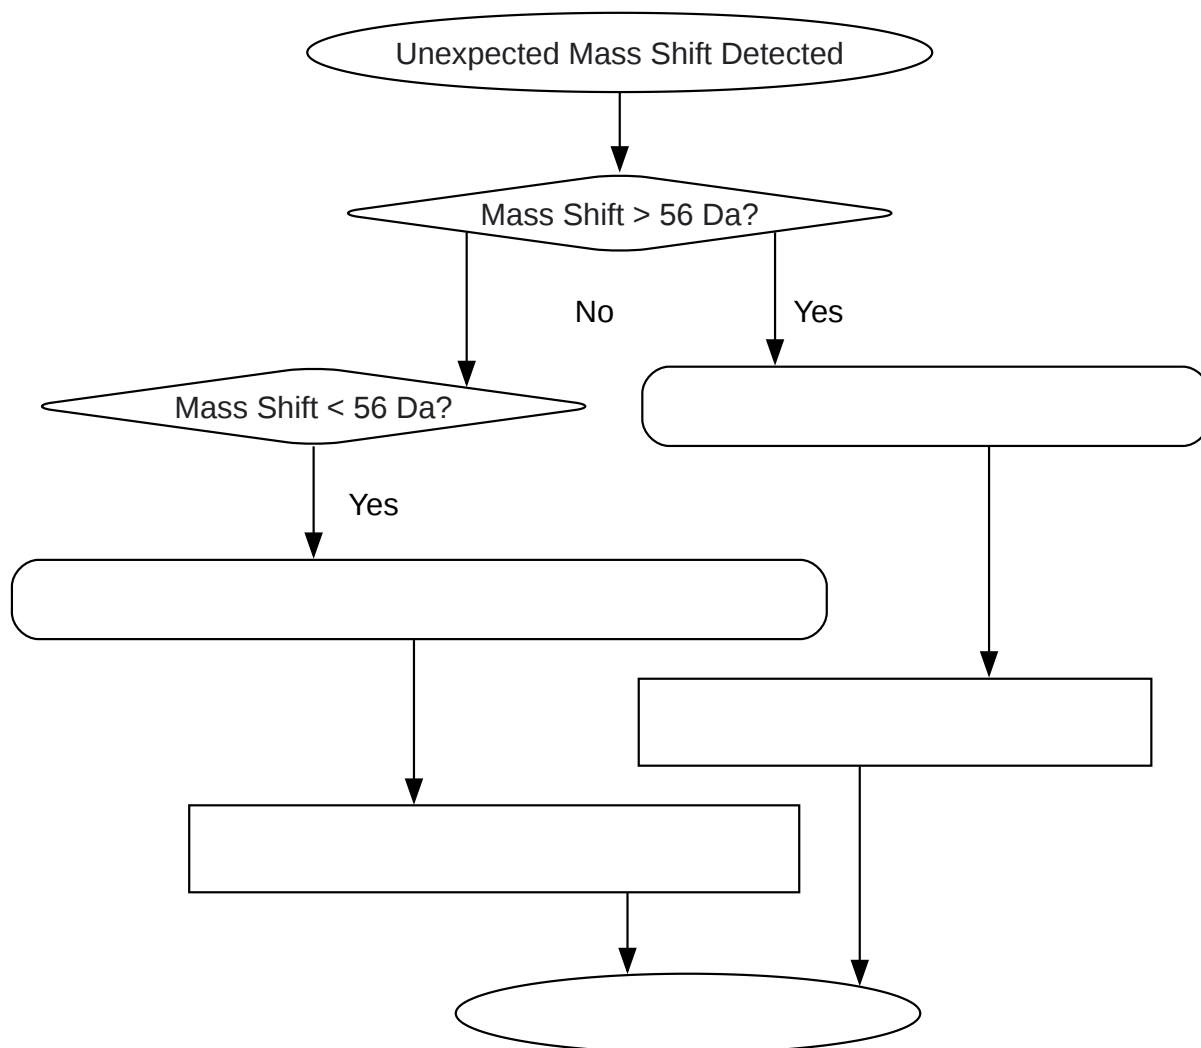 Unexpected Mass Shift Detected
Mass Shift > 56 Da?
No
Yes
Mass Shift < 56 Da?
Yes